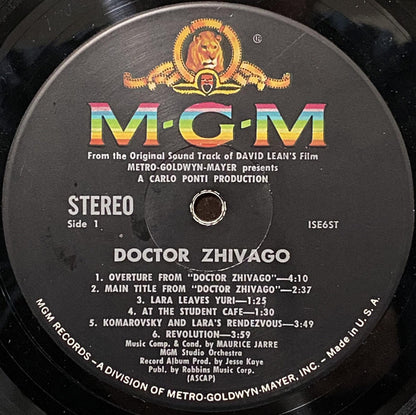 ®
M·G·M
From the Original Sound Track of DAVID LEAN'S Film
METRO-GOLDWYN-MAYER presents
A CARLO PONTI PRODUCTION
STEREO
Side 1
1SE6ST
DOCTOR ZHIVAGO
1. OVERTURE FROM "DOCTOR ZHIVAGO"—4:10
2. MAIN TITLE FROM "DOCTOR ZHIVAGO"—2:37
3. LARA LEAVES YURI—1:25
4. AT THE STUDENT CAFE—1:30
5. KOMAROVSKY AND LARA'S RENDEZVOUS—3:49
6. REVOLUTION—3:59
Music Comp. & Cond. by MAURICE JARRE
MGM Studio Orchestra
Record Album Prod. by Jesse Kaye
Publ. by Robbins Music Corp.
(ASCAP)
MGM RECORDS – A DIVISION OF METRO-GOLDWYN-MAYER, INC. – Made in U. S. A.